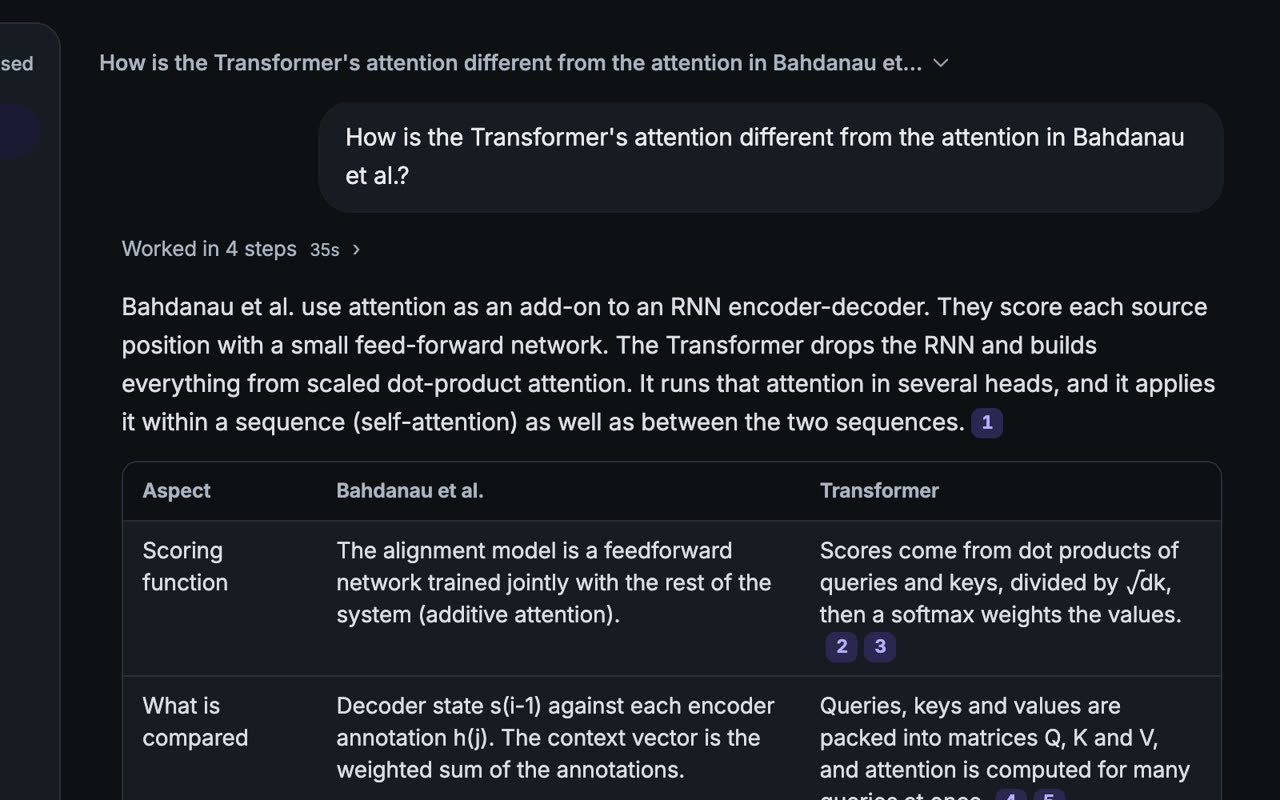 sed
How is the Transformer's attention different from the attention in Bahdanau et...
How is the Transformer's attention different from the attention in Bahdanau
et al.?
Worked in 4 steps 35s
Bahdanau et al. use attention as an add-on to an RNN encoder-decoder. They score each source
position with a small feed-forward network. The Transformer drops the RNN and builds
everything from scaled dot-product attention. It runs that attention in several heads, and it applies
it within a sequence (self-attention) as well as between the two sequences. 1
Aspect Bahdanau et al. Transformer
Scoring
function
The alignment model is a feedforward
network trained jointly with the rest of the
system (additive attention).
Scores come from dot products of
queries and keys, divided by √dk,
then a softmax weights the values.
2 3
What is
compared
Decoder state s(i-1) against each encoder
annotation h(j). The context vector is the
weighted sum of the annotations.
Queries, keys and values are
packed into matrices Q, K and V,
and attention is computed for many
queries at once. 4 5